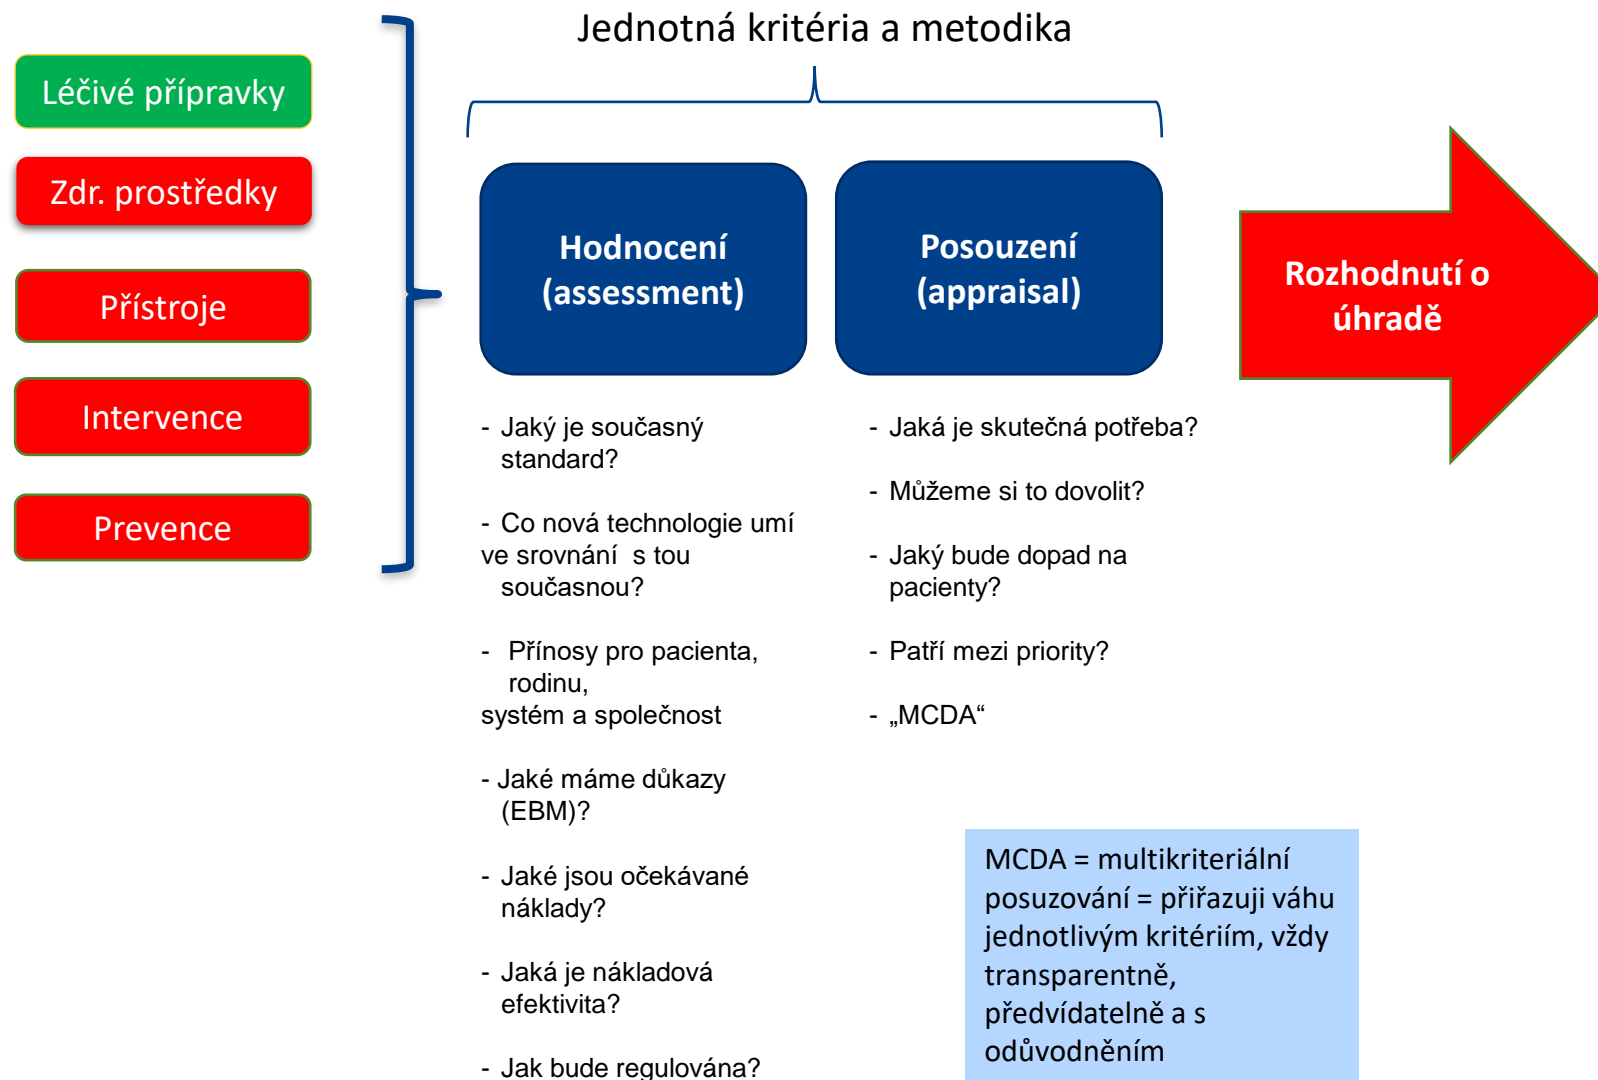 Jednotná kritéria a metodika
Léčivé přípravky
Zdr. prostředky
Přístroje
Intervence
Prevence
Hodnocení
(assessment)
Posouzení
(appraisal)
Rozhodnutí o
úhradě
- Jaký je současný
standard?
- Co nová technologie umí
ve srovnání  s tou
současnou?
-  Přínosy pro pacienta,
rodinu,
systém a společnost
- Jaké máme důkazy
(EBM)?
- Jaké jsou očekávané
náklady?
- Jaká je nákladová
efektivita?
- Jak bude regulována?
- Jaká je skutečná potřeba?
- Můžeme si to dovolit?
- Jaký bude dopad na
pacienty?
- Patří mezi priority?
- „MCDA“
MCDA = multikriteriální
posuzování = přiřazuji váhu
jednotlivým kritériím, vždy
transparentně,
předvídatelně a s
odůvodněním